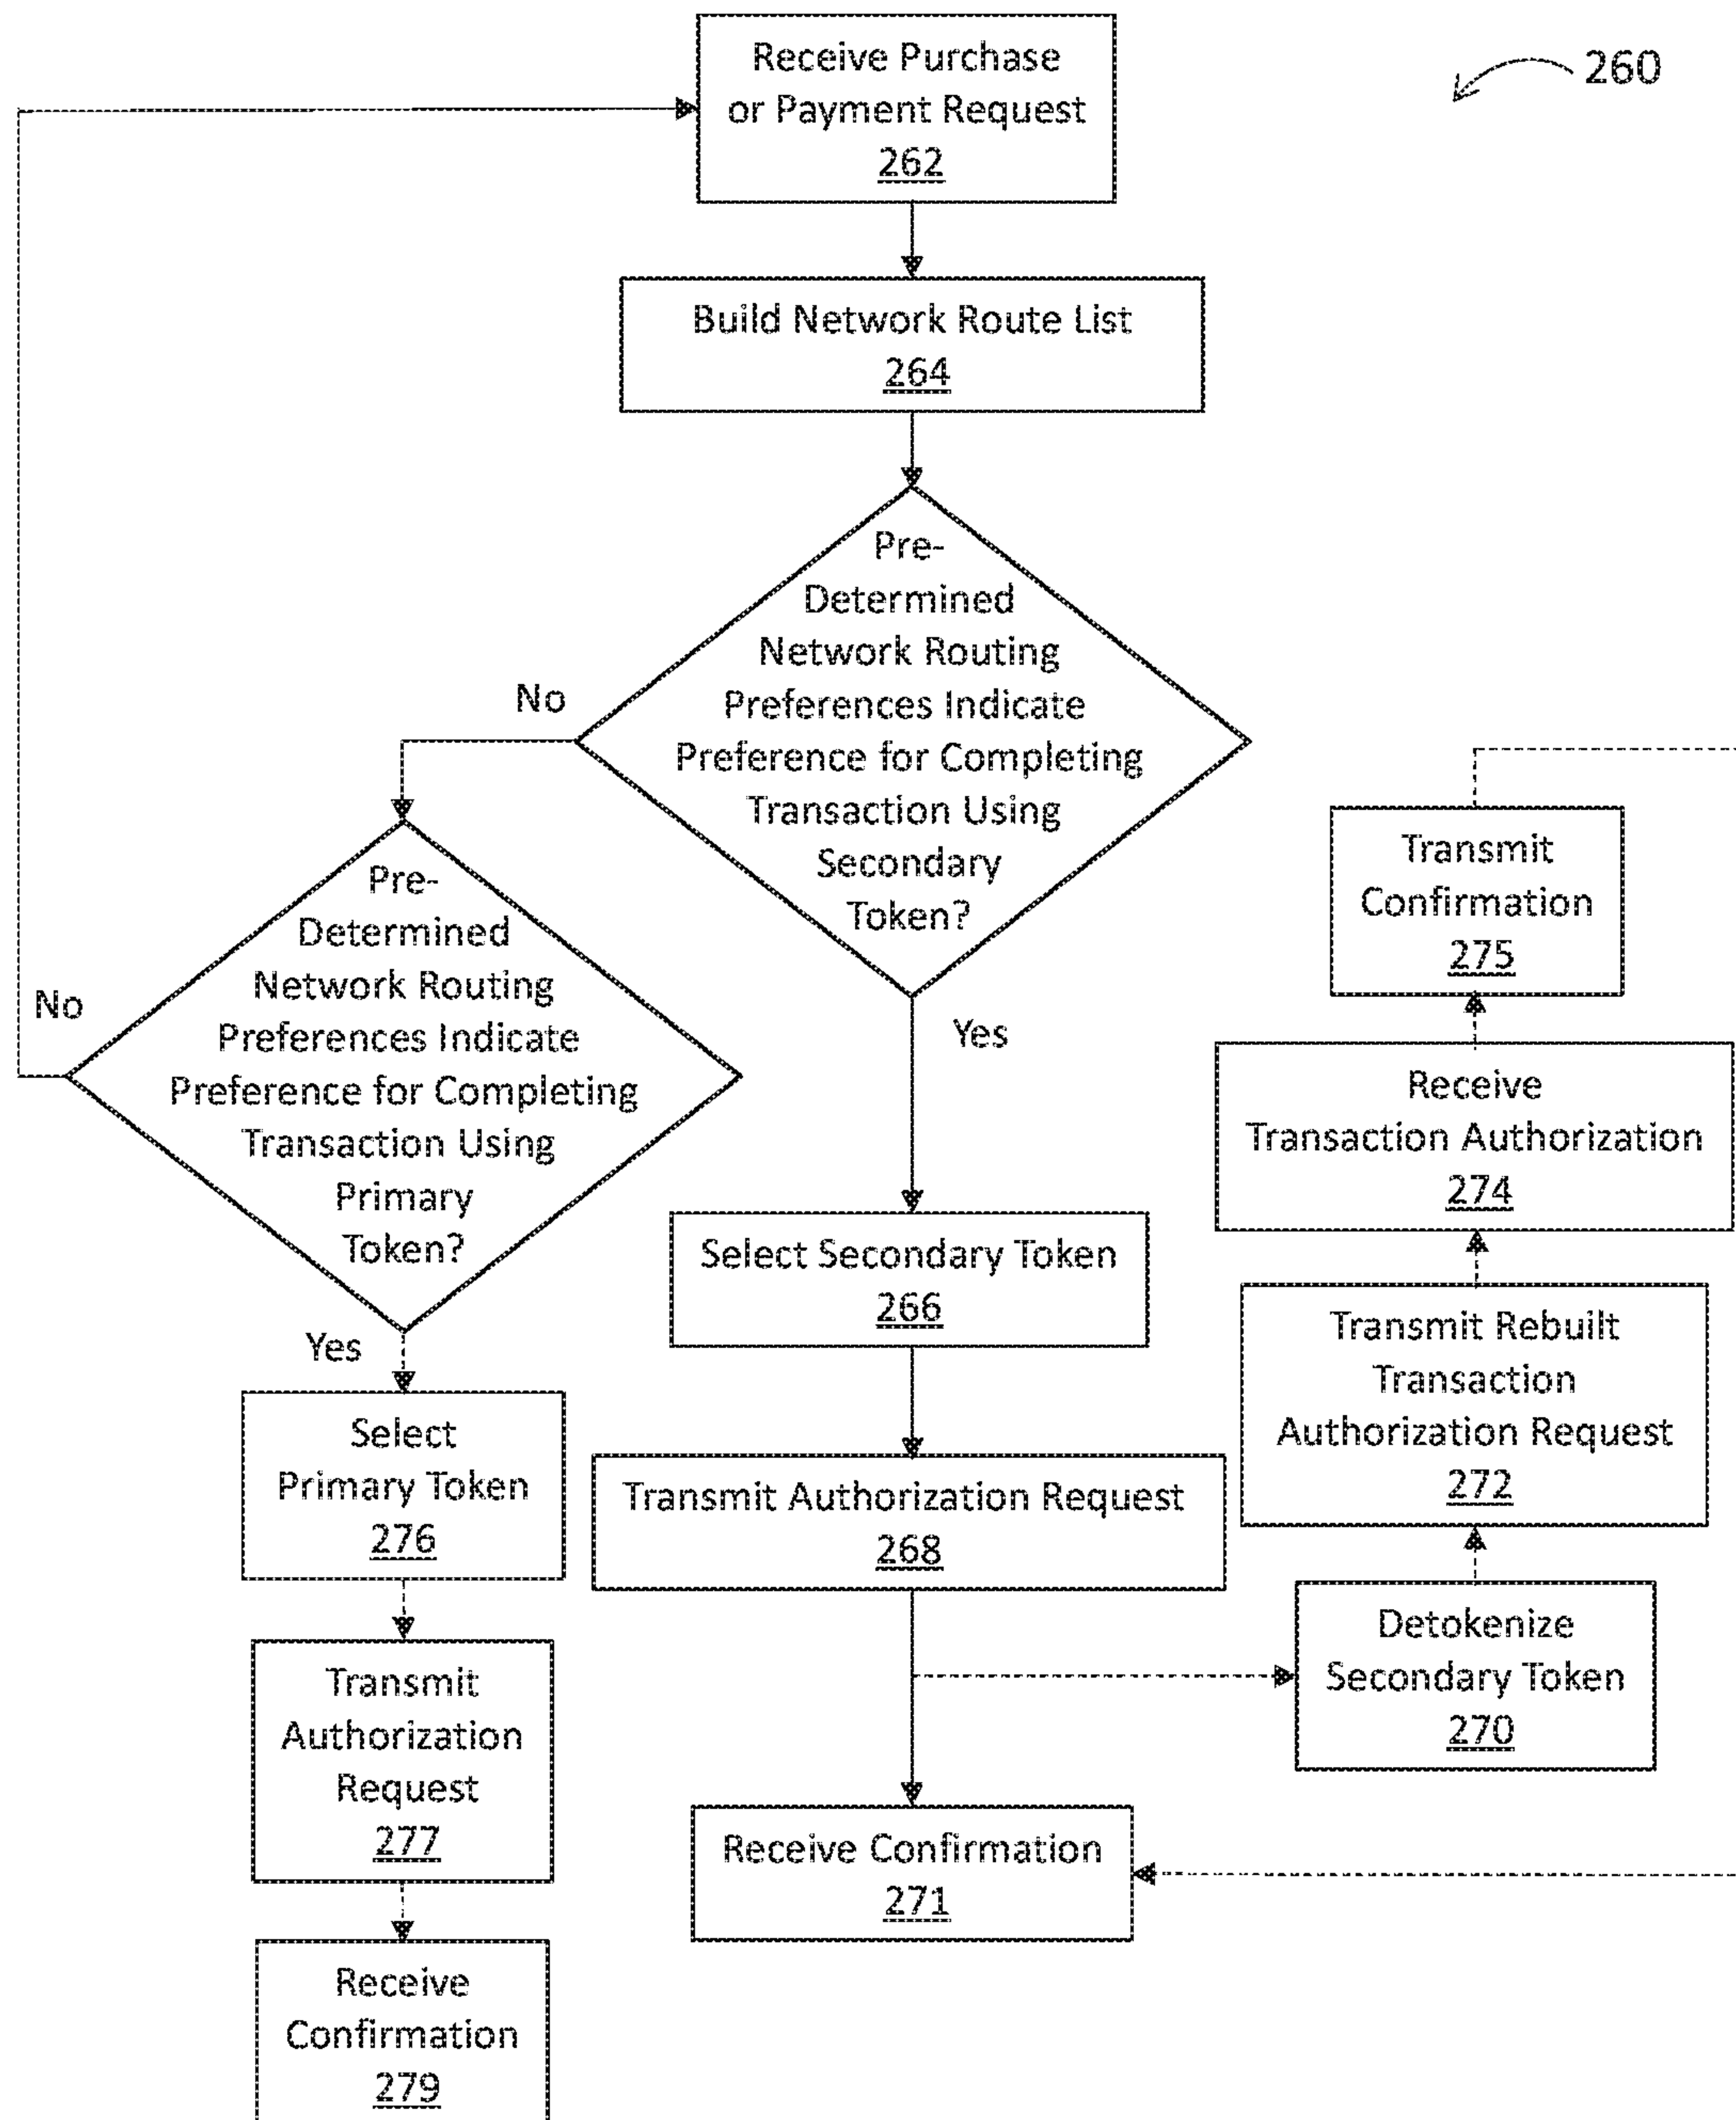 260
Receive Purchase
or Payment Request
262
Build Network Route List
264
Pre-
Determined
Network Routing
Preferences Indicate
Preference for Completing
Transaction Using
Secondary
Token?
No
Yes
Pre-
Determined
Network Routing
Preferences Indicate
Preference for Completing
Transaction Using
Primary
Token?
No
Yes
Select
Primary Token
276
Transmit
Authorization
Request
277
Receive
Confirmation
279
Select Secondary Token
266
Transmit Authorization Request
268
Receive Confirmation
271
Transmit
Confirmation
275
Receive
Transaction Authorization
274
Transmit Rebuilt
Transaction
Authorization Request
272
Detokenize
Secondary Token
270